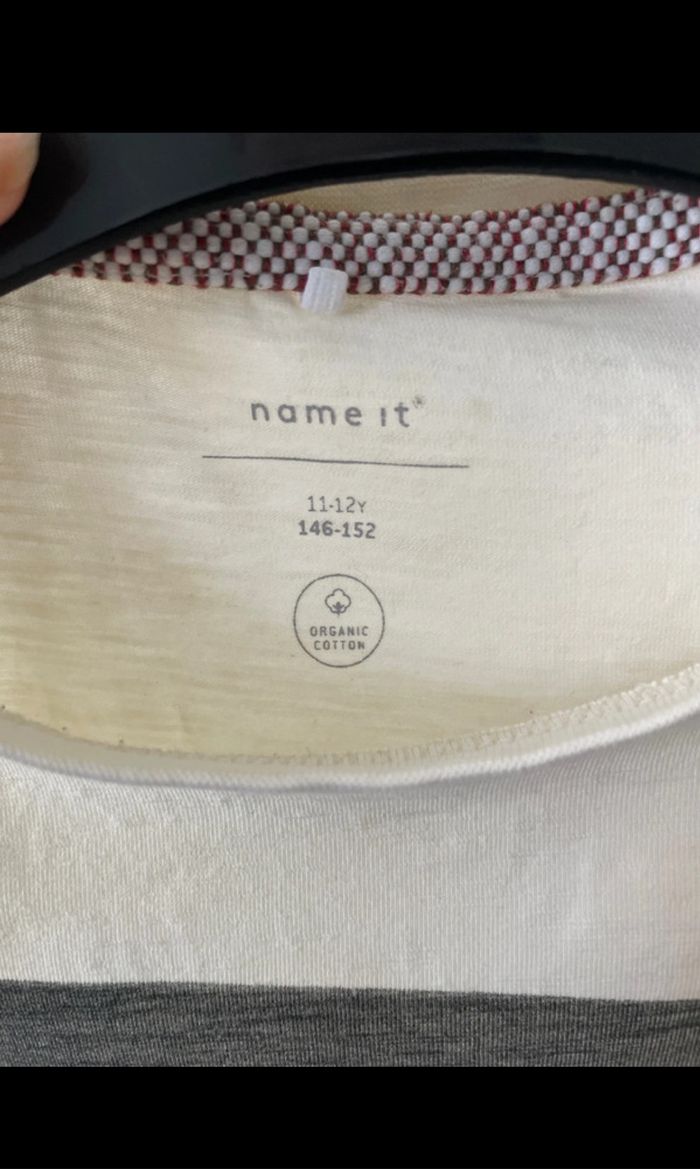 name it®
11-12Y
146-152
ORGANIC
COTTON